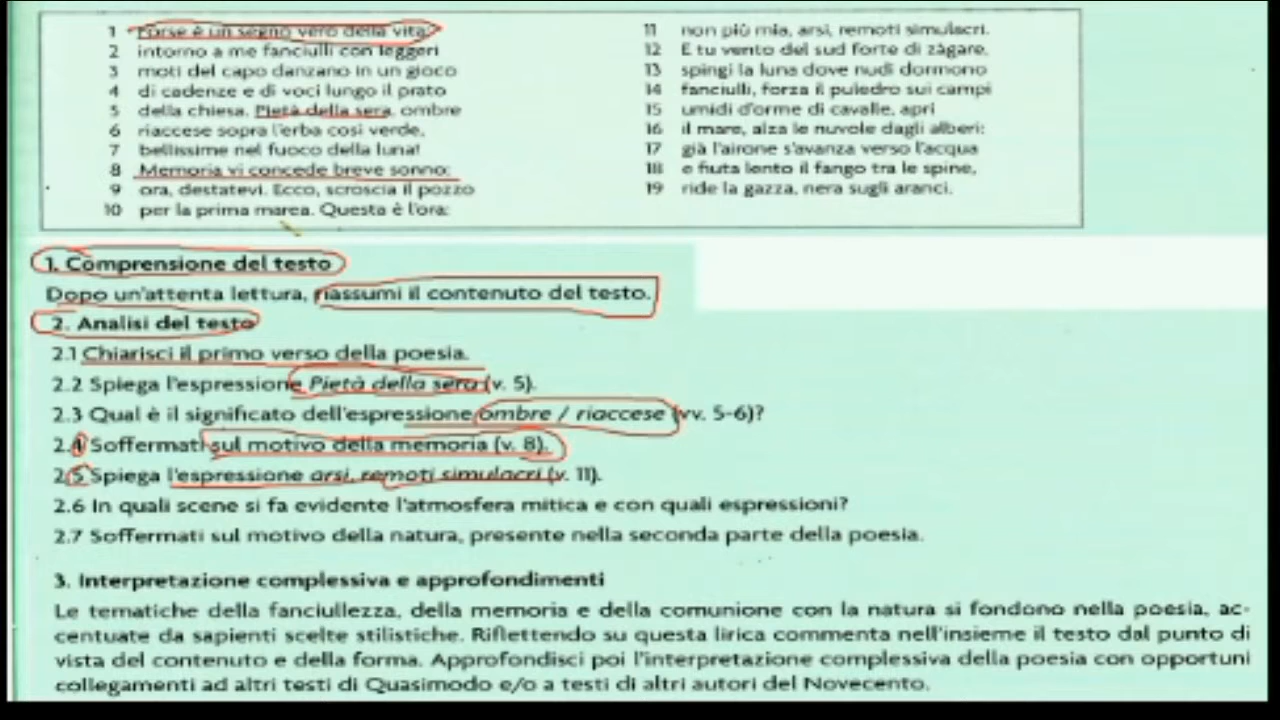 1 Forse è un segno vero della vita:
2 intorno a me fanciulli con leggeri
3 moti del capo danzano in un gioco
4 di cadenze e di voci lungo il prato
5 della chiesa. Pietà della sera, ombre
6 riaccese sopra l'erba così verde,
7 bellissime nel fuoco della luna!
8 Memoria vi concede breve sonno;
9 ora, destatevi. Ecco, scroscia il pozzo
10 per la prima marea. Questa è l'ora:
11 non più mia, arsi, remoti simulacri.
12 E tu vento del sud forte di zàgare,
13 spingi la luna dove nudi dormono
14 fanciulli, forza il puledro sui campi
15 umidi d'orme di cavalle, apri
16 il mare, alza le nuvole dagli alberi:
17 già l'airone s'avanza verso l'acqua
18 e fiuta lento il fango tra le spine,
19 ride la gazza, nera sugli aranci.
1. Comprensione del testo
Dopo un'attenta lettura, riassumi il contenuto del testo.
2. Analisi del testo
2.1 Chiarisci il primo verso della poesia.
2.2 Spiega l'espressione Pietà della sera (v. 5).
2.3 Qual è il significato dell'espressione ombre / riaccese (vv. 5-6)?
2.4 Soffermati sul motivo della memoria (v. 8).
2.5 Spiega l'espressione arsi, remoti simulacri (v. 11).
2.6 In quali scene si fa evidente l'atmosfera mitica e con quali espressioni?
2.7 Soffermati sul motivo della natura, presente nella seconda parte della poesia.
3. Interpretazione complessiva e approfondimenti
Le tematiche della fanciullezza, della memoria e della comunione con la natura si fondono nella poesia, ac-
centuate da sapienti scelte stilistiche. Riflettendo su questa lirica commenta nell'insieme il testo dal punto di
vista del contenuto e della forma. Approfondisci poi l'interpretazione complessiva della poesia con opportuni
collegamenti ad altri testi di Quasimodo e/o a testi di altri autori del Novecento.